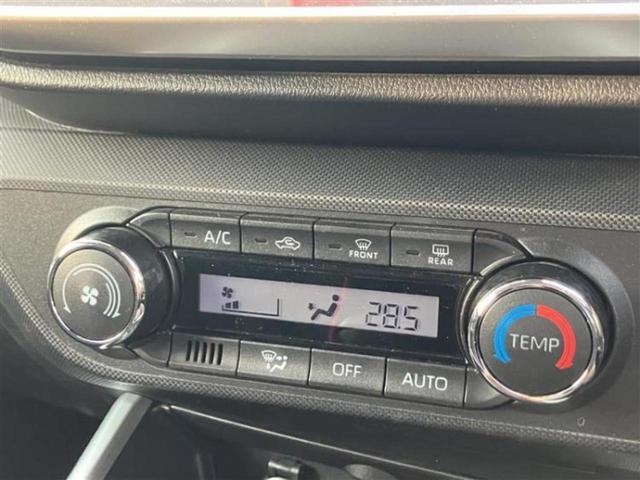 A/C
FRONT
REAR
28.5
TEMP
OFF
AUTO